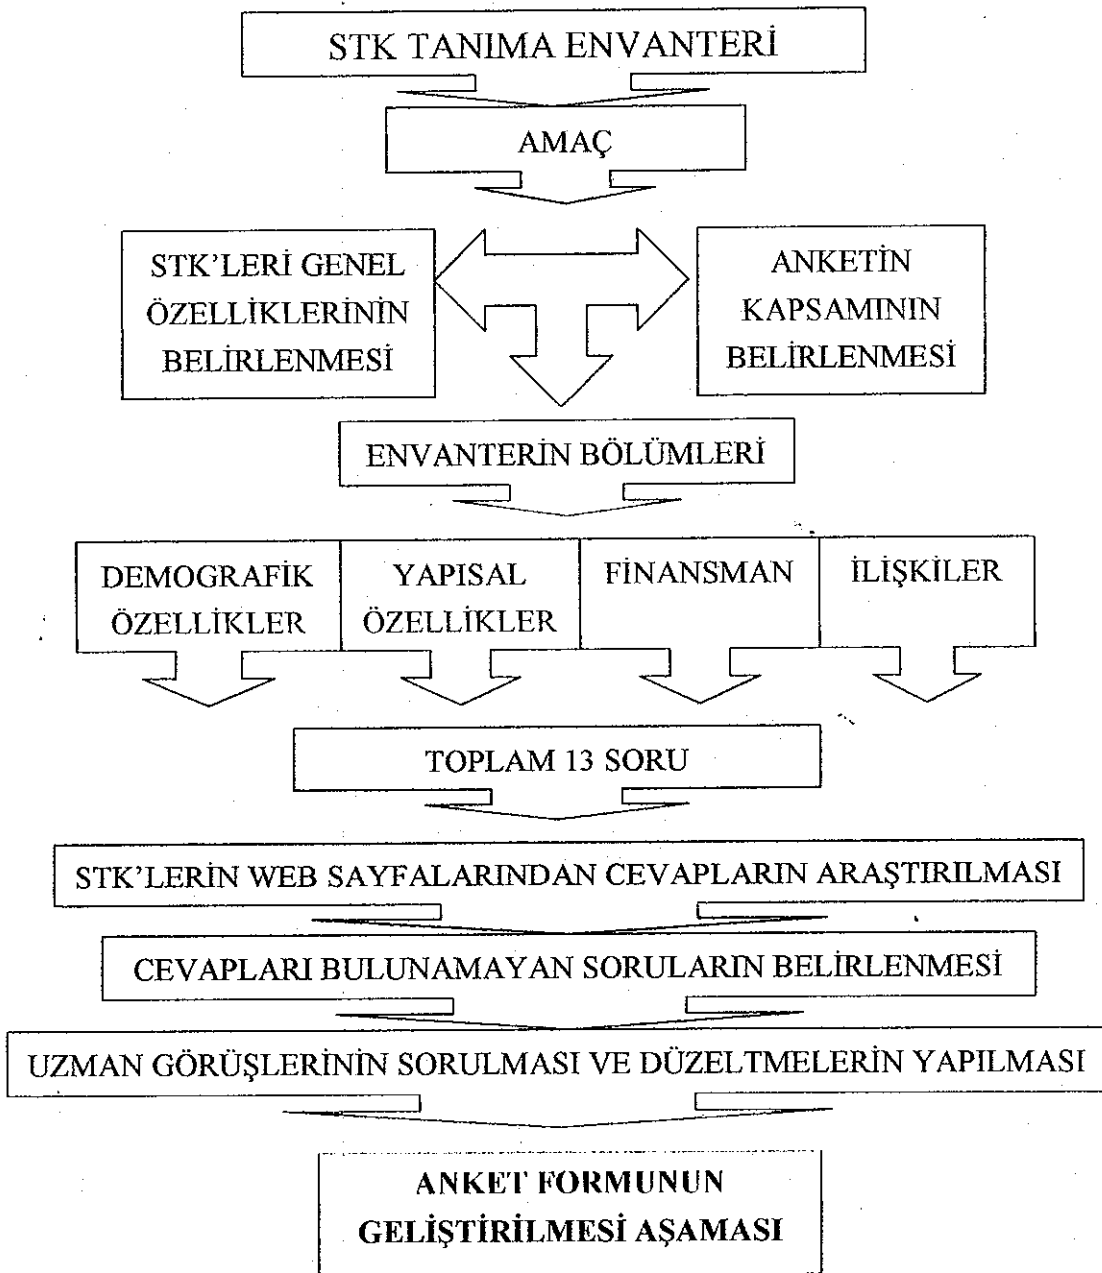 STK TANIMA ENVANTERİ
AMAÇ
STK'LERİ GENEL
ÖZELLİKLERİNİN
BELİRLENMESİ
ANKETİN
KAPSAMININ
BELİRLENMESİ
ENVANTERİN BÖLÜMLERİ
DEMOGRAFİK
ÖZELLİKLER
YAPISAL
ÖZELLİKLER
FİNANSMAN
İLİŞKİLER
TOPLAM 13 SORU
STK'LERİN WEB SAYFALARINDAN CEVAPLARIN ARAŞTIRILMASI
CEVAPLARI BULUNAMAYAN SORULARIN BELİRLENMESİ
UZMAN GÖRÜŞLERİNİN SORULMASI VE DÜZELTMELERİN YAPILMASI
ANKET FORMUNUN
GELİŞTİRİLMESİ AŞAMASI